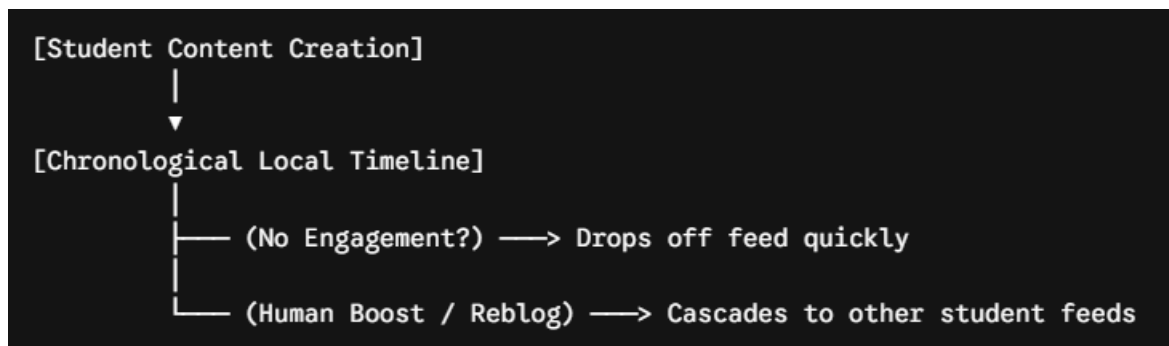 [Student Content Creation]
[Chronological Local Timeline]
(No Engagement?) ───> Drops off feed quickly
(Human Boost / Reblog) ───> Cascades to other student feeds